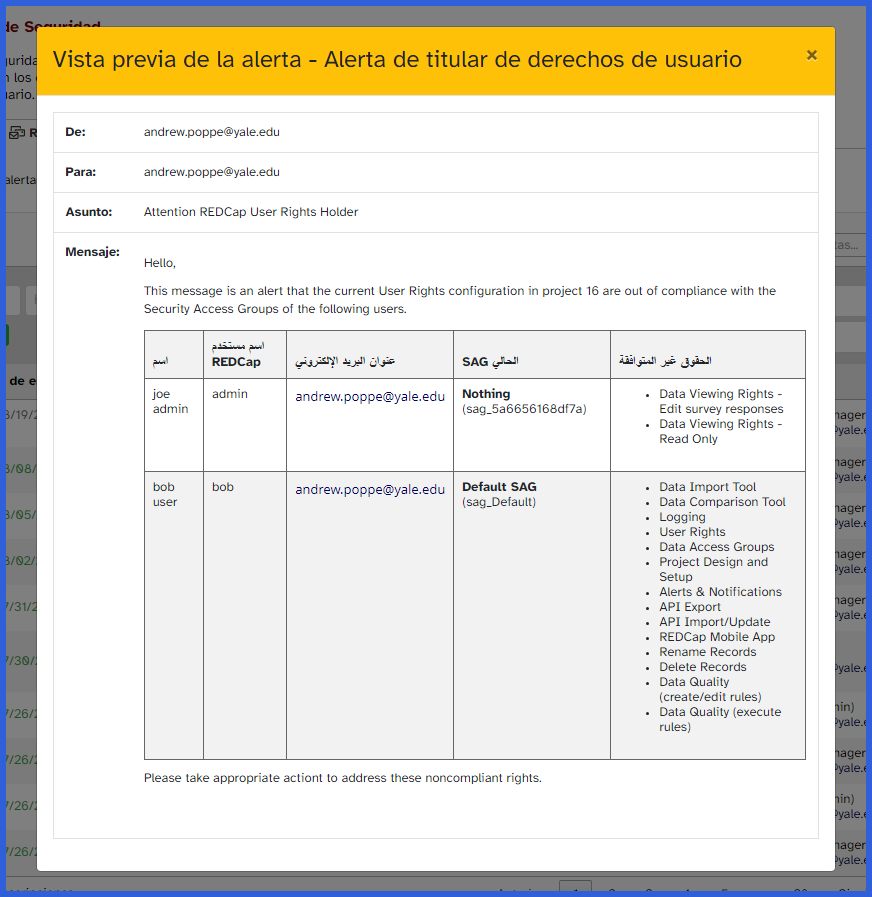 de Seguridad
Vista previa de la alerta - Alerta de titular de derechos de usuario
×
De: andrew.poppe@yale.edu
Para: andrew.poppe@yale.edu
Asunto: Attention REDCap User Rights Holder
Mensaje:
Hello,
This message is an alert that the current User Rights configuration in project 16 are out of compliance with the
Security Access Groups of the following users.
اسم
اسم مستخدم
REDCap
عنوان البريد الإلكتروني
SAG الحالي
الحقوق غير المتوافقة
joe
admin
admin
andrew.poppe@yale.edu
Nothing
(sag_5a6656168df7a)
Data Viewing Rights -
Edit survey responses
Data Viewing Rights -
Read Only
bob
user
bob
andrew.poppe@yale.edu
Default SAG
(sag_Default)
Data Import Tool
Data Comparison Tool
Logging
User Rights
Data Access Groups
Project Design and
Setup
Alerts & Notifications
API Export
API Import/Update
REDCap Mobile App
Rename Records
Delete Records
Data Quality
(create/edit rules)
Data Quality (execute
rules)
Please take appropriate actiont to address these noncompliant rights.